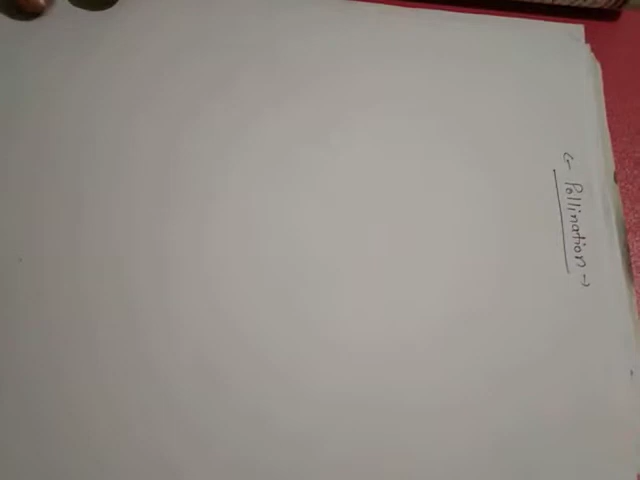 ← Pollination →